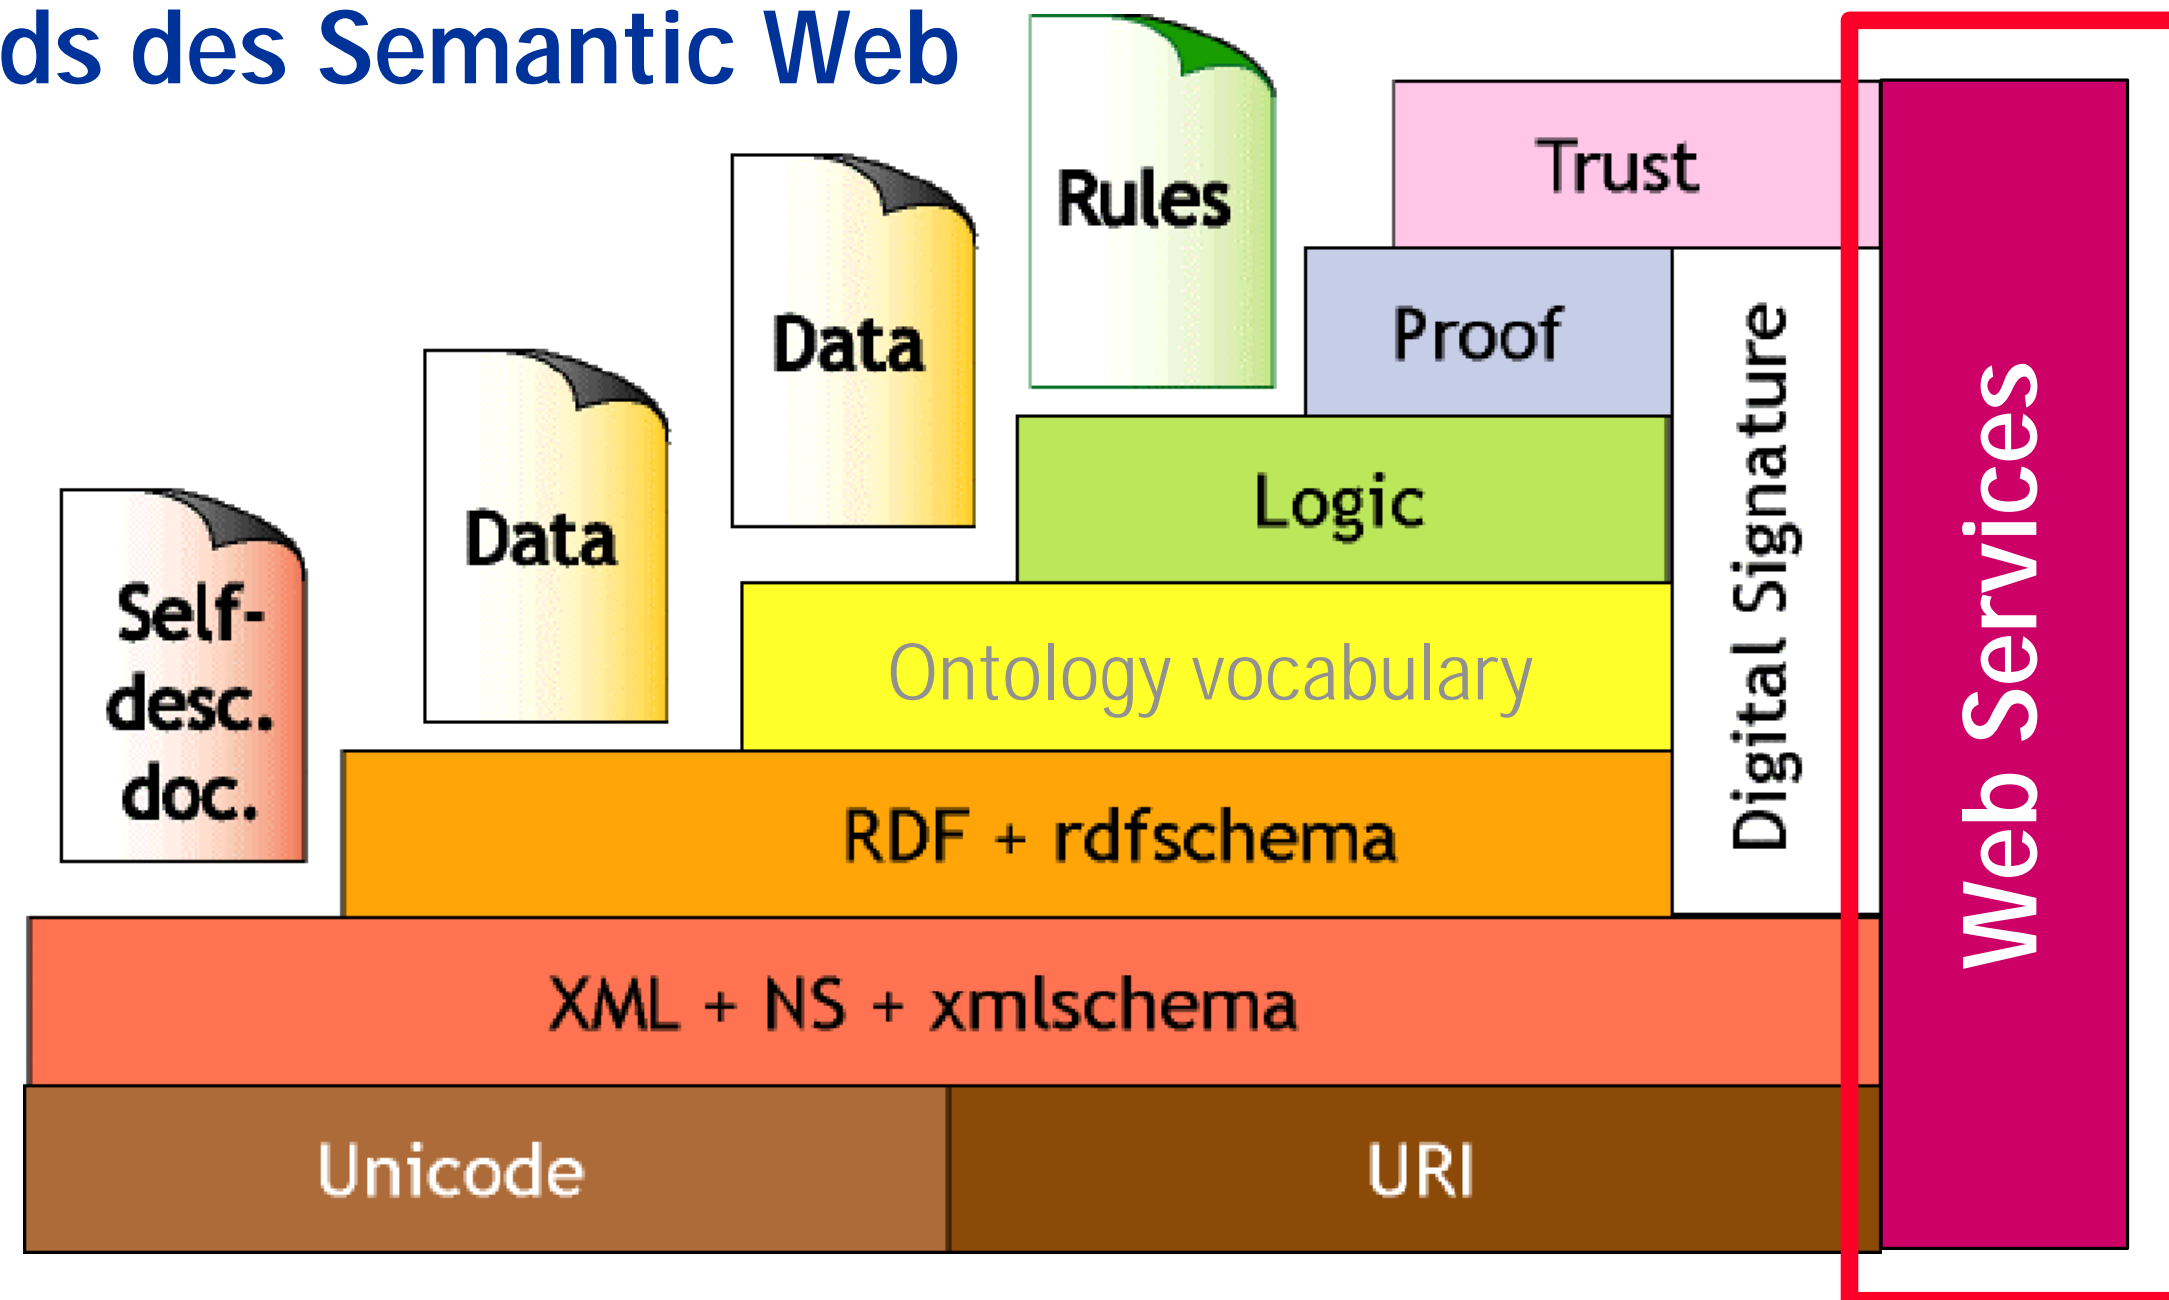 ds des Semantic Web
Rules
Trust
Data
Proof
Data
Logic
Self-
desc.
doc.
Ontology vocabulary
Digital Signature
Web Services
RDF + rdfschema
XML + NS + xmlschema
Unicode
URI